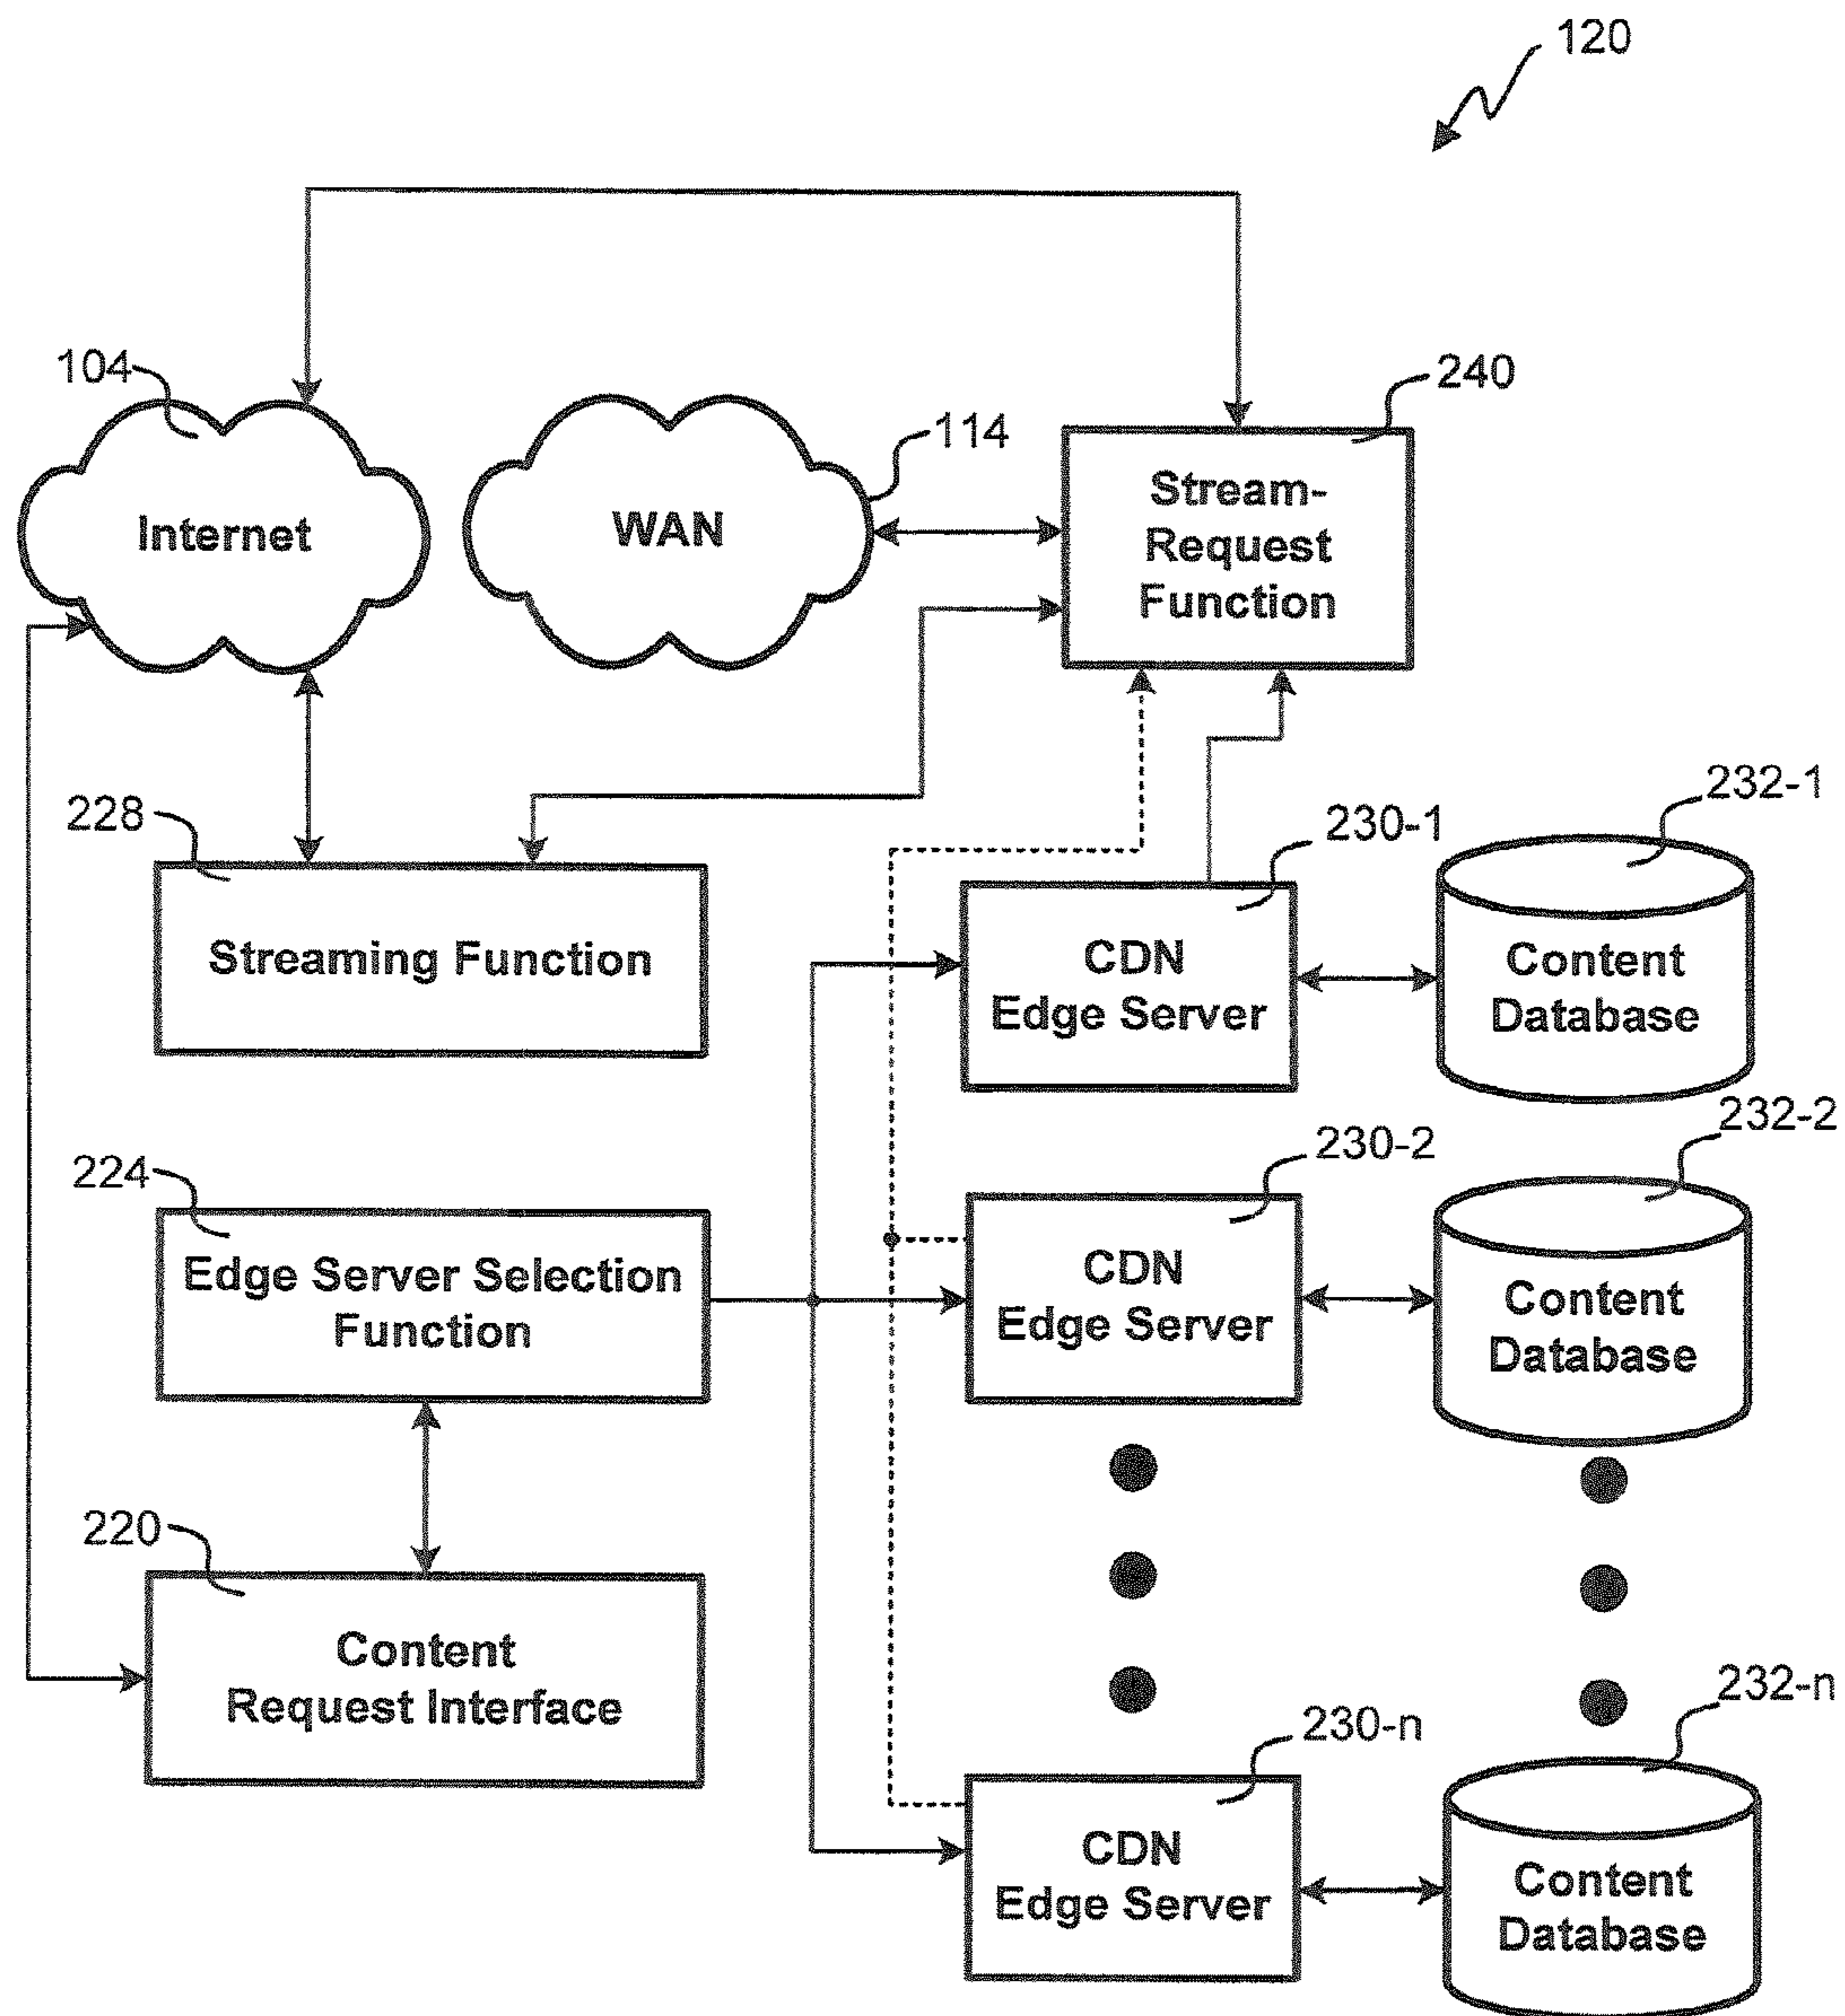 120
104
Internet
114
WAN
240
Stream-
Request
Function
228
Streaming Function
230-1
CDN
Edge Server
232-1
Content
Database
224
Edge Server Selection
Function
230-2
CDN
Edge Server
232-2
Content
Database
220
Content
Request Interface
230-n
CDN
Edge Server
232-n
Content
Database